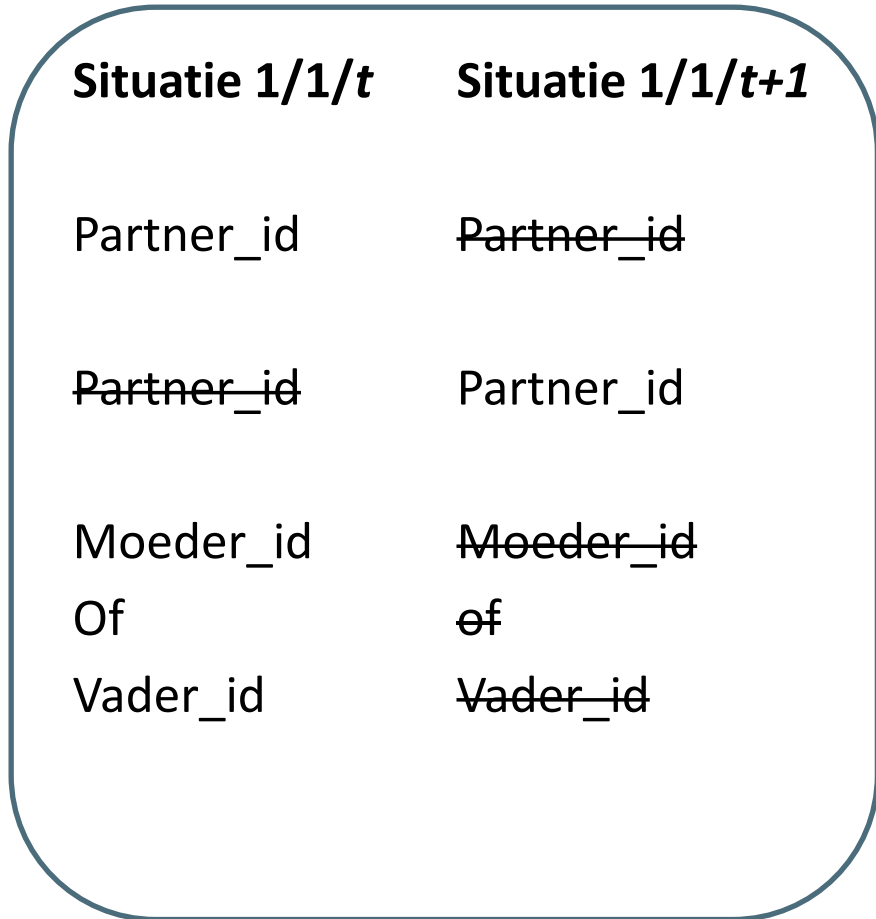 Situatie 1/1/t Situatie 1/1/t+1
Partner_id Partner_id
Partner_id Partner_id
Moeder_id Moeder_id
Of of
Vader_id Vader_id